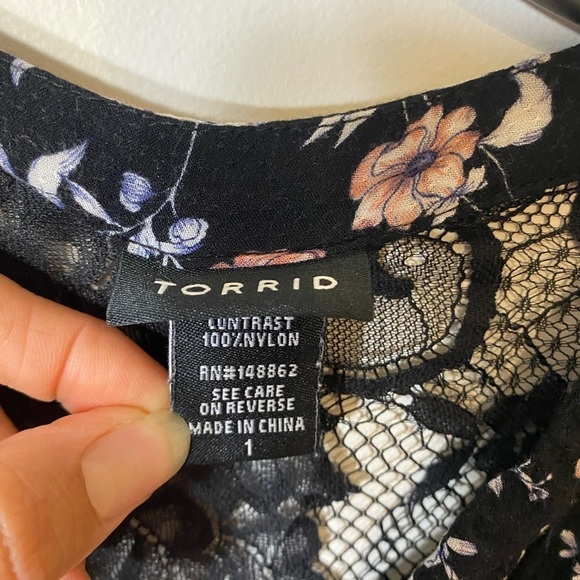 TORRID
CONTRAST
100%NYLON
RN#148862
SEE CARE
ON REVERSE
MADE IN CHINA
1